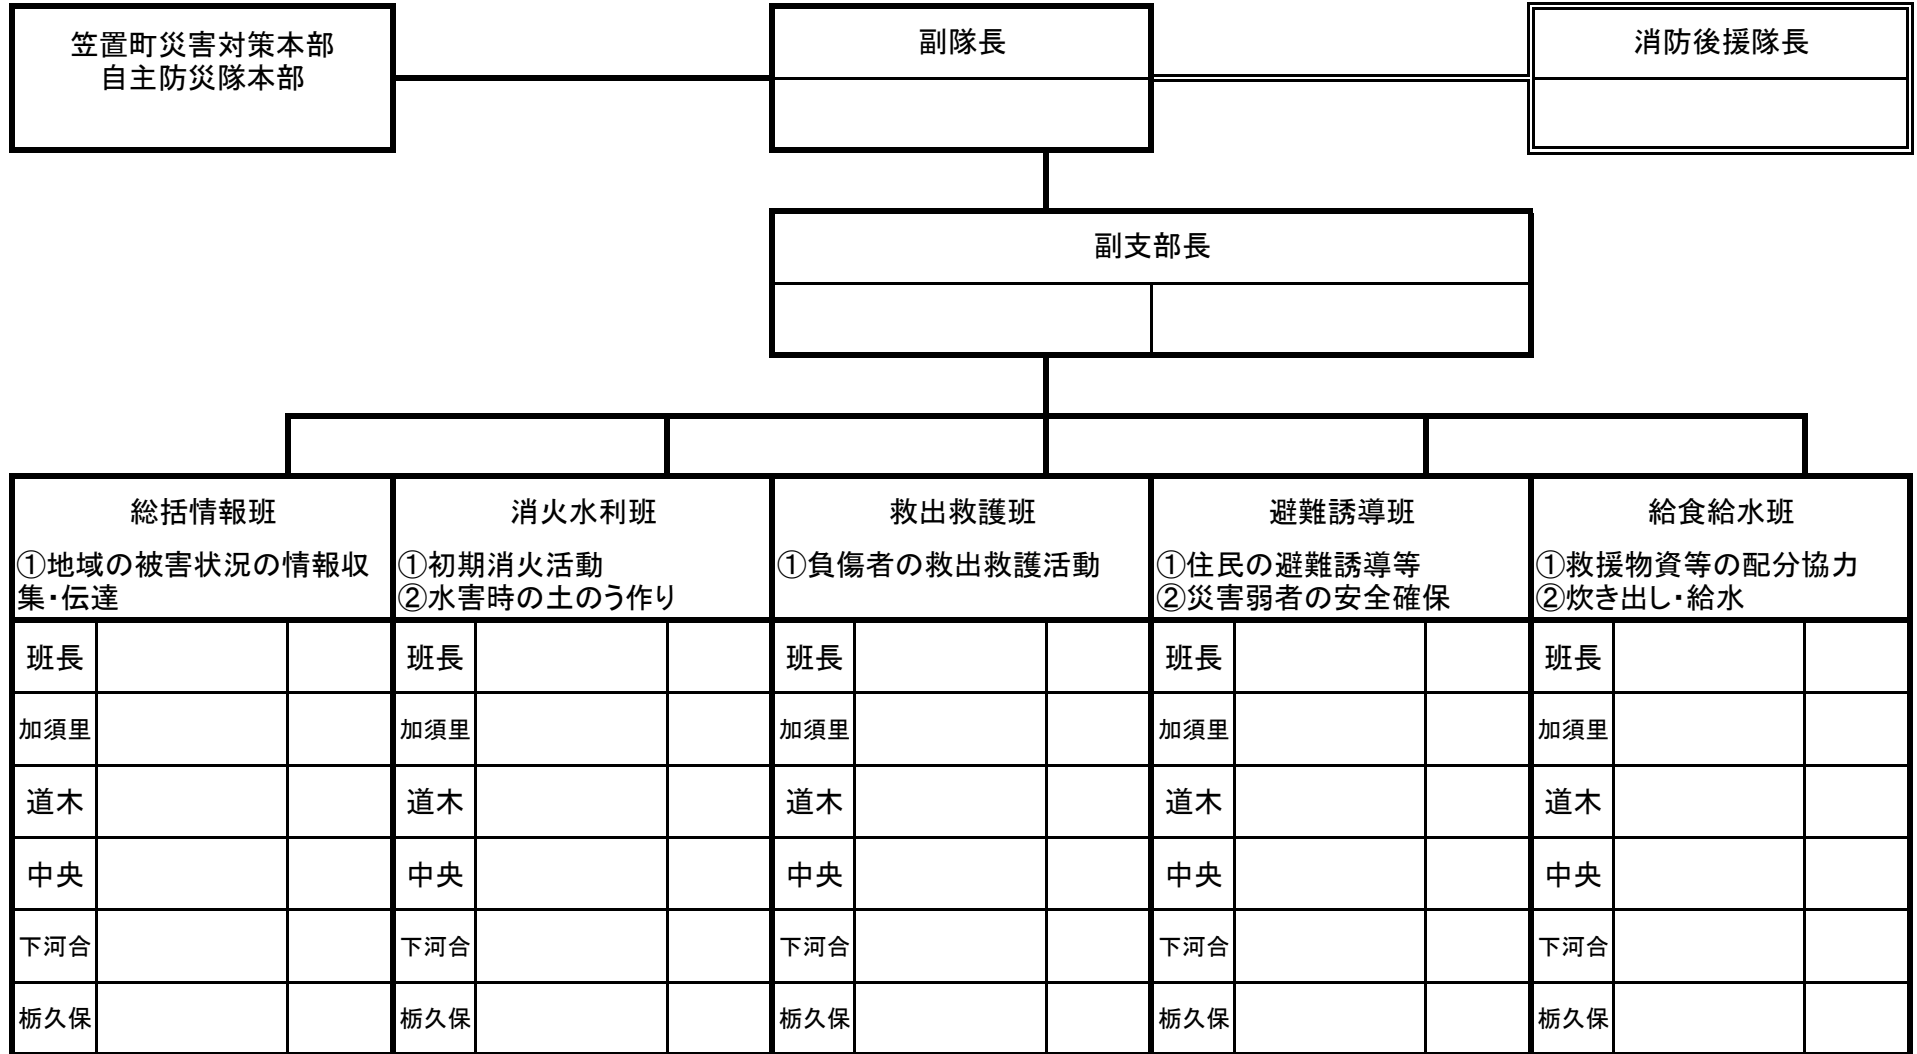 笠置町災害対策本部
自主防災隊本部
副隊長
消防後援隊長
副支部長
総括情報班
①地域の被害状況の情報収
集・伝達
消火水利班
①初期消火活動
②水害時の土のう作り
救出救護班
①負傷者の救出救護活動
避難誘導班
①住民の避難誘導等
②災害弱者の安全確保
給食給水班
①救援物資等の配分協力
②炊き出し・給水
班長 班長 班長 班長 班長
加須里 加須里 加須里 加須里 加須里
道木 道木 道木 道木 道木
中央 中央 中央 中央 中央
下河合 下河合 下河合 下河合 下河合
栃久保 栃久保 栃久保 栃久保 栃久保